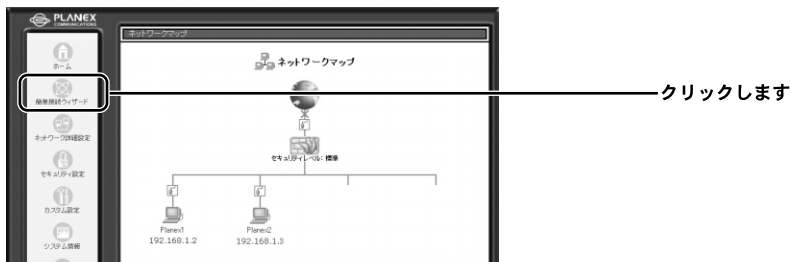 PLANEX
COMMUNICATIONS
ネットワークマップ
ホーム
簡単接続ウィザード
ネットワーク詳細設定
セキュリティ設定
カスタム設定
システム情報
ネットワークマップ
セキュリティレベル: 標準
Planex1
192.168.1.2
Planex2
192.168.1.3
クリックします